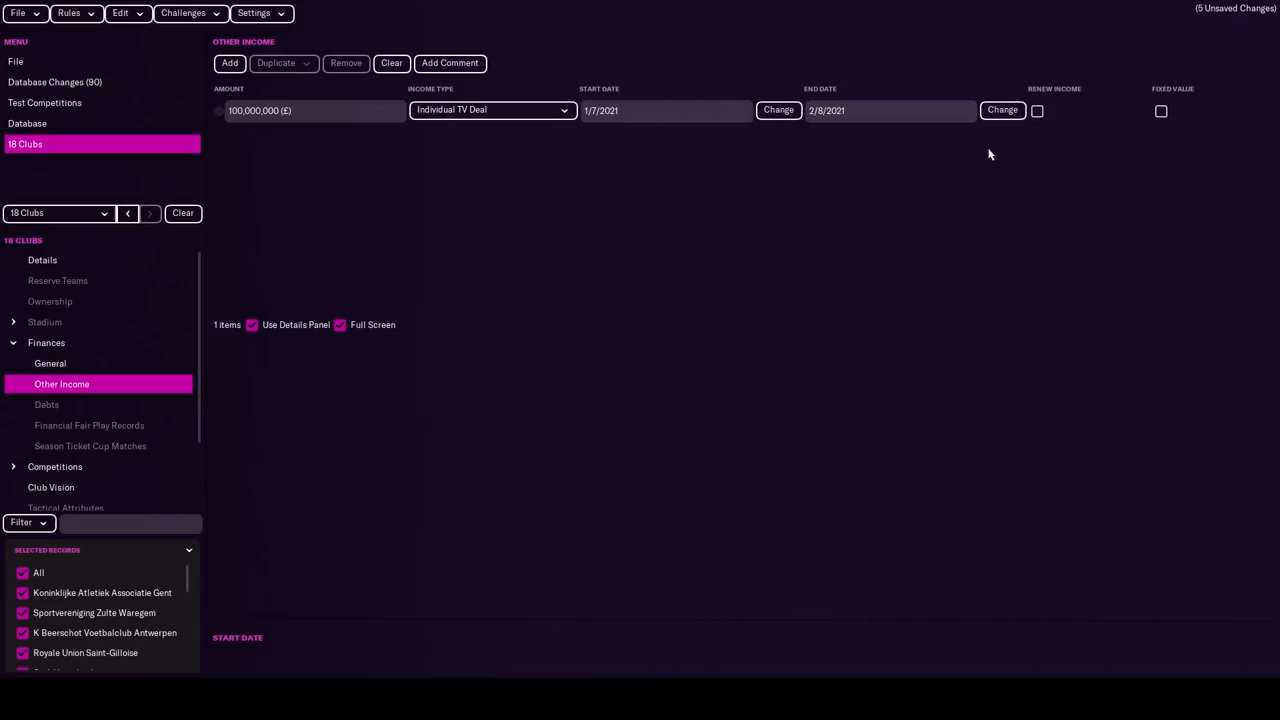 File Rules Edit Challenges Settings (5 Unsaved Changes)
MENU
File
Database Changes (90)
Test Competitions
Database
18 Clubs
18 Clubs Clear
18 CLUBS
Details
Reserve Teams
Ownership
Stadium
Finances
General
Other Income
Debts
Financial Fair Play Records
Season Ticket Cup Matches
Competitions
Club Vision
Tactical Attributes
Filter
SELECTED RECORDS
All
Koninklijke Atletiek Associatie Gent
Sportvereniging Zulte Waregem
K Beerschot Voetbalclub Antwerpen
Royale Union Saint-Gilloise
OTHER INCOME
Add Duplicate Remove Clear Add Comment
AMOUNT INCOME TYPE START DATE END DATE RENEW INCOME FIXED VALUE
100,000,000 (£) Individual TV Deal 1/7/2021 Change 2/8/2021 Change
1 items Use Details Panel Full Screen
START DATE